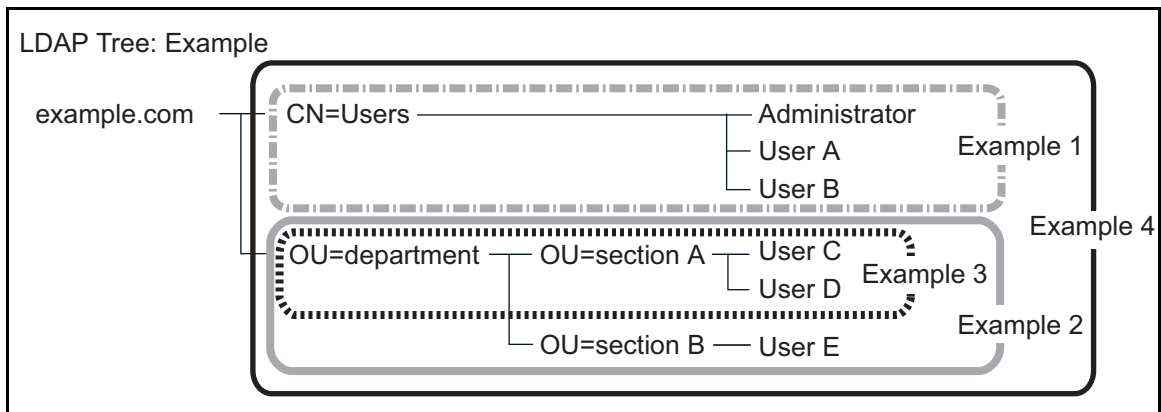 LDAP Tree: Example
example.com
CN=Users
Administrator
User A
User B
Example 1
Example 4
OU=department
OU=section A
User C
User D
Example 3
Example 2
OU=section B
User E